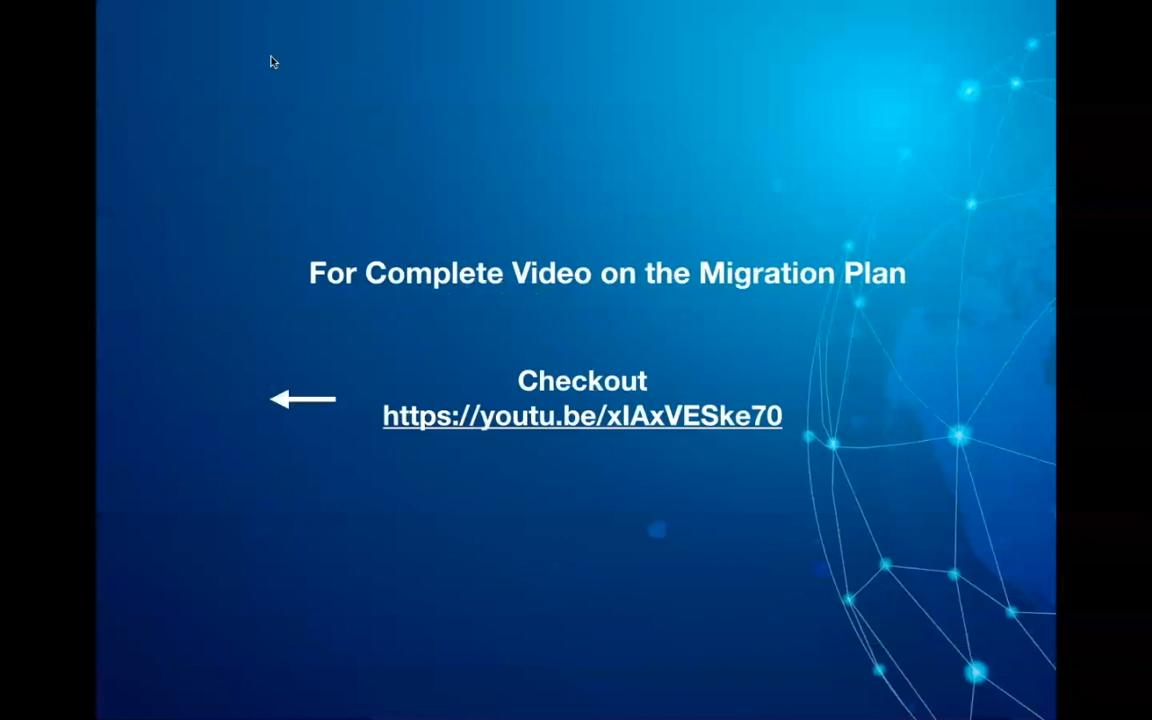 For Complete Video on the Migration Plan
Checkout
https://youtu.be/xIAxVESke70